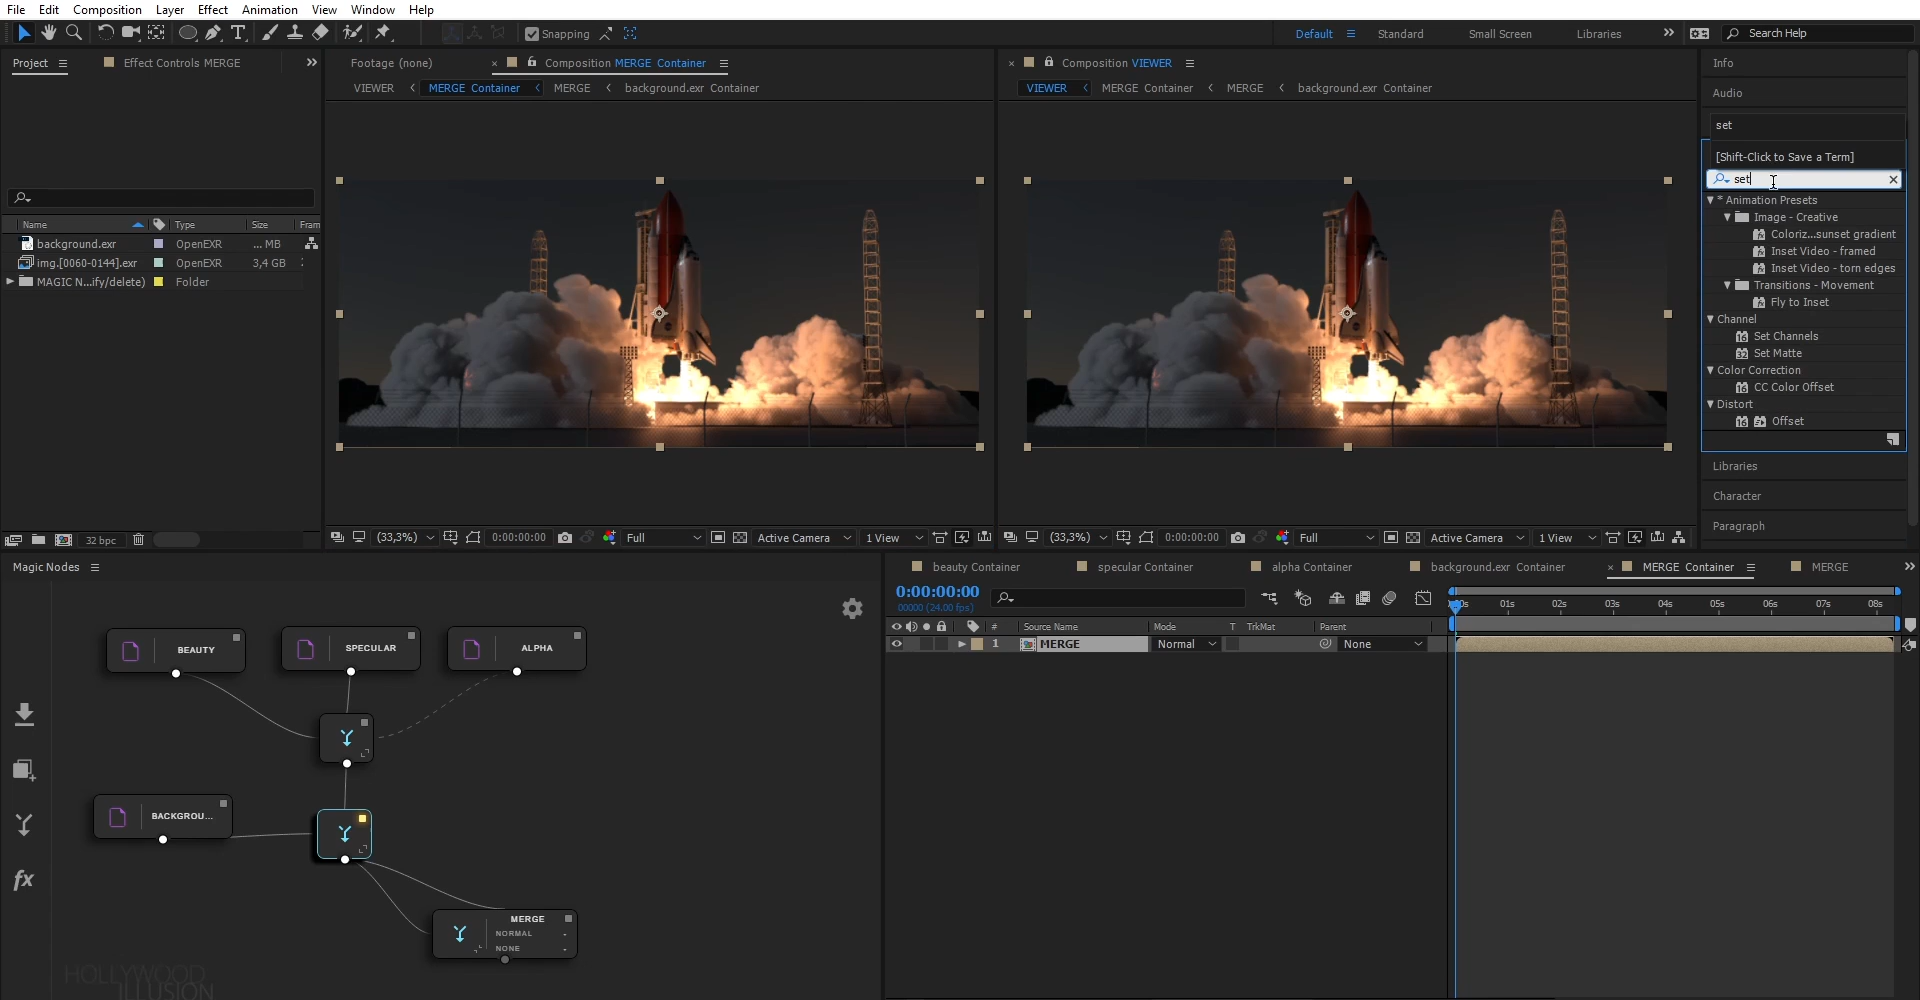 File Edit Composition Layer Effect Animation View Window Help
Snapping Default Standard Small Screen Libraries Search Help
Project Effect Controls MERGE
Footage (none) Composition MERGE Container
Composition VIEWER
VIEWER MERGE Container MERGE background.exr Container
VIEWER MERGE Container MERGE background.exr Container
Name Type Size Fram
background.exr OpenEXR ... MB
img.[0060-0144].exr OpenEXR 3,4 GB
MAGIC N...ify/delete) Folder
32 bpc
(33,3%) 0:00:00:00 Full Active Camera 1 View
(33,3%) 0:00:00:00 Full Active Camera 1 View
Info
Audio
set
[Shift-Click to Save a Term]
set
* Animation Presets
Image - Creative
Coloriz...sunset gradient
Inset Video - framed
Inset Video - torn edges
Transitions - Movement
Fly to Inset
Channel
16 Set Channels
32 Set Matte
Color Correction
16 CC Color Offset
Distort
16 Offset
Libraries
Character
Paragraph
Magic Nodes
BEAUTY SPECULAR ALPHA
BACKGROU...
MERGE
NORMAL -
NONE -
fx
HOLLYWOOD
ILLUSION
beauty Container specular Container alpha Container background.exr Container MERGE Container MERGE
0:00:00:00
00000 (24.00 fps)
01s 02s 03s 04s 05s 06s 07s 08s
# Source Name Mode T TrkMat Parent
1 MERGE Normal None